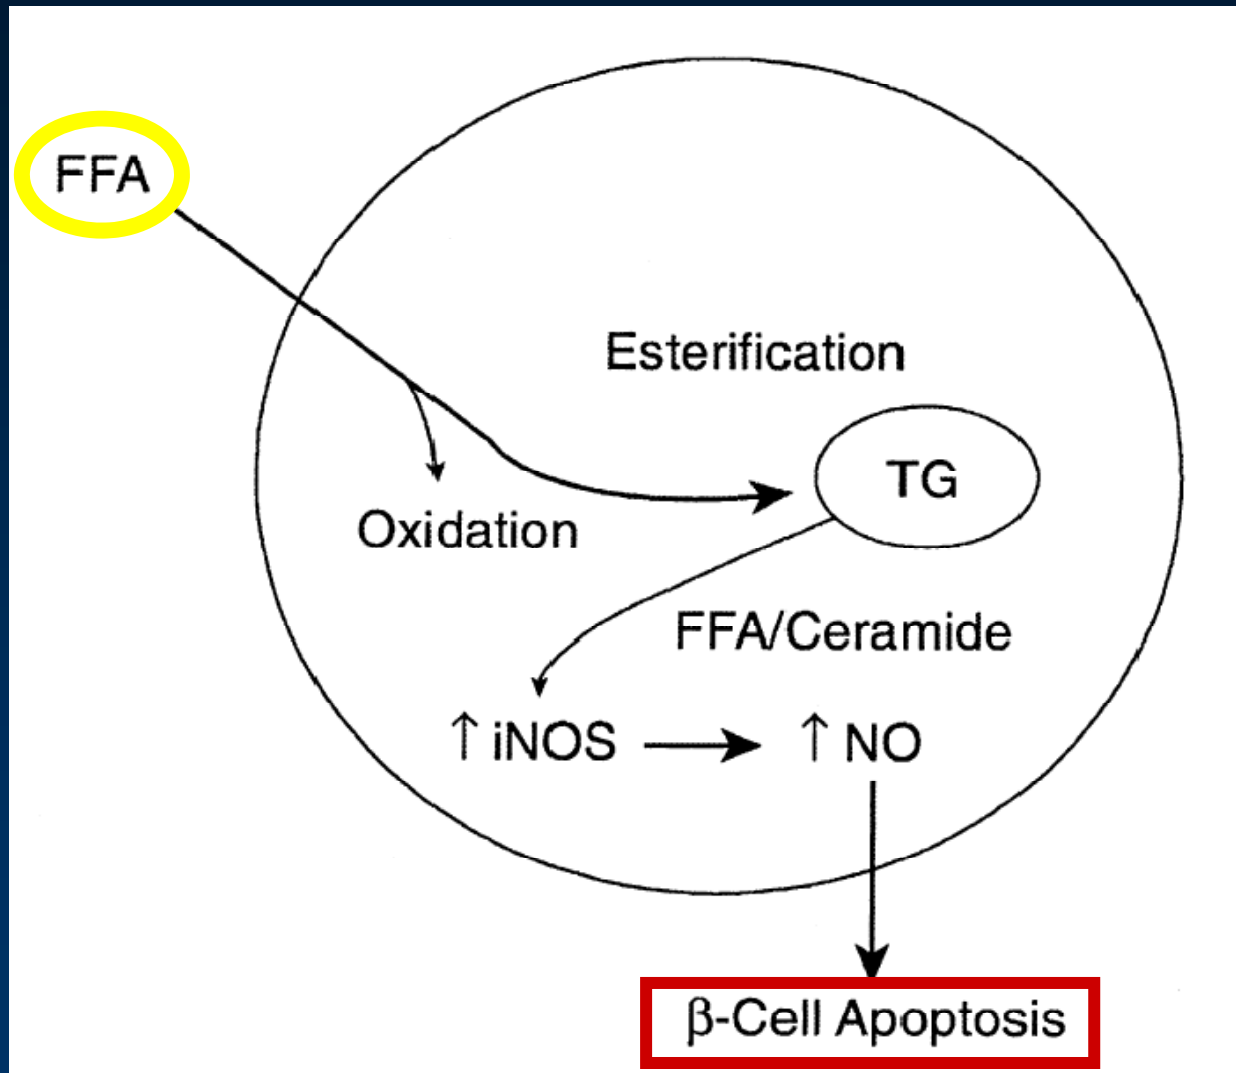 FFA
Esterification
TG
Oxidation
FFA/Ceramide
↑ iNOS
↑ NO
β-Cell Apoptosis